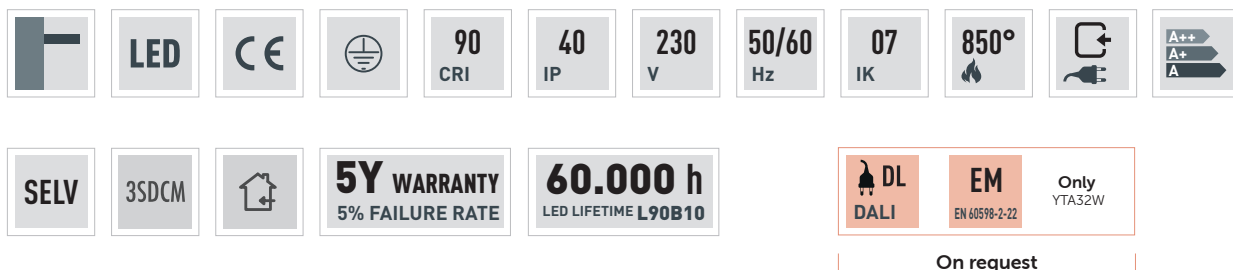 LED
CE
90
CRI
40
IP
230
V
50/60
Hz
07
IK
850°
A++
A+
A
SELV
3SDCM
5Y WARRANTY
5% FAILURE RATE
60.000 h
LED LIFETIME L90B10
DL
DALI
EM
EN 60598-2-22
Only
YTA32W
On request